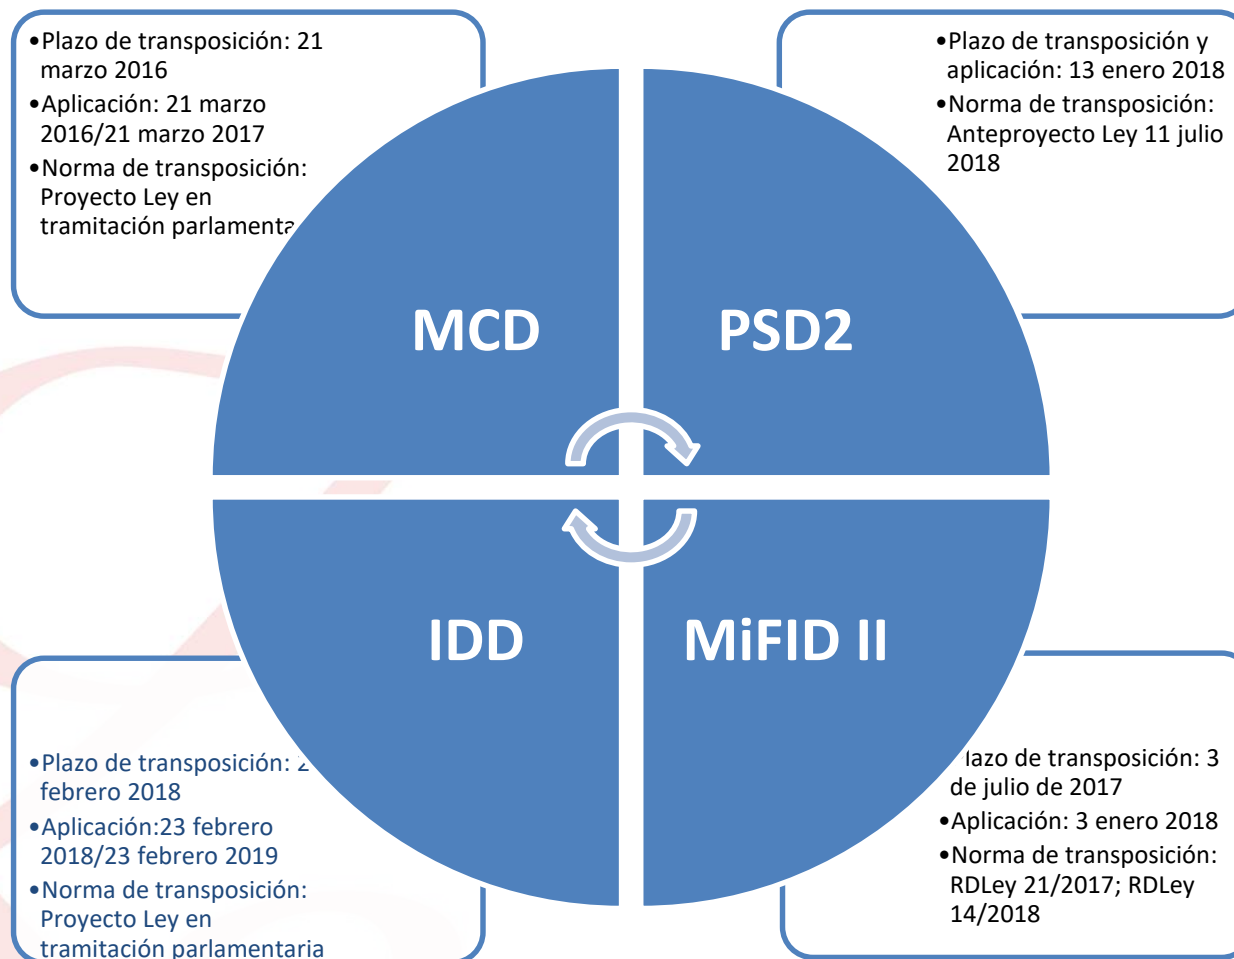 •Plazo de transposición: 21
marzo 2016
•Aplicación: 21 marzo
2016/21 marzo 2017
•Norma de transposición:
Proyecto Ley en
tramitación
•Plazo de transposición y
aplicación: 13 enero 2018
•Norma de transposición:
Anteproyecto Ley 11 julio
2018
MCD
PSD2
IDD
MiFID II
•Plazo de transposición:
febrero 2018
•Aplicación:23 febrero
2018/23 febrero 2019
•Norma de transposición:
Proyecto Ley en
tramitación parlamentaria
de transposición: 3
de julio de 2017
•Aplicación: 3 enero 2018
•Norma de transposición:
RDLey 21/2017; RDLey
14/2018